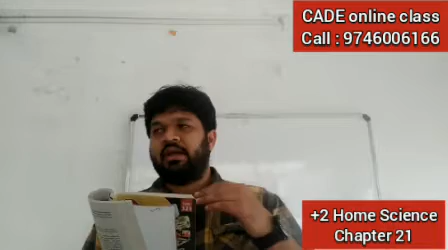 CADE online class
Call : 9746006166
+2 Home Science
Chapter 21